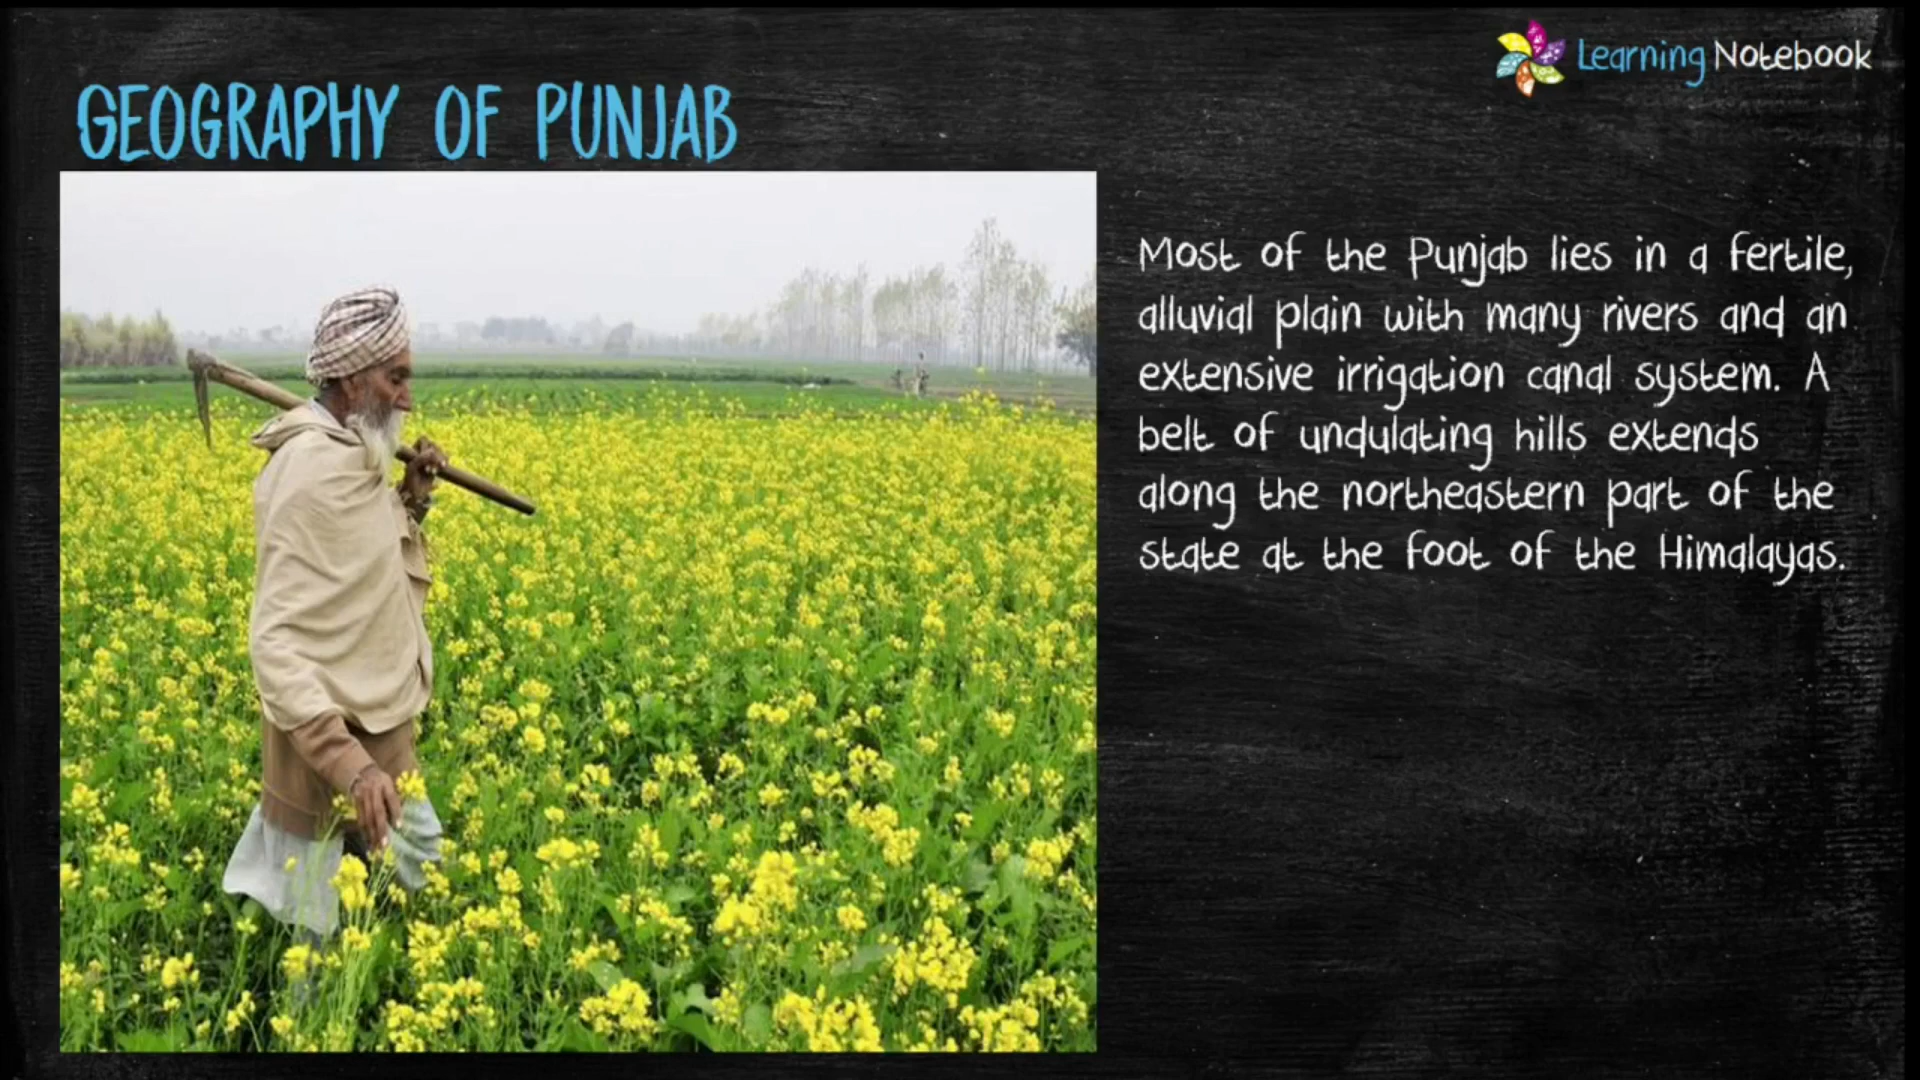 Learning Notebook
GEOGRAPHY OF PUNJAB
Most of the Punjab lies in a fertile,
alluvial plain with many rivers and an
extensive irrigation canal system. A
belt of undulating hills extends
along the northeastern part of the
state at the foot of the Himalayas.